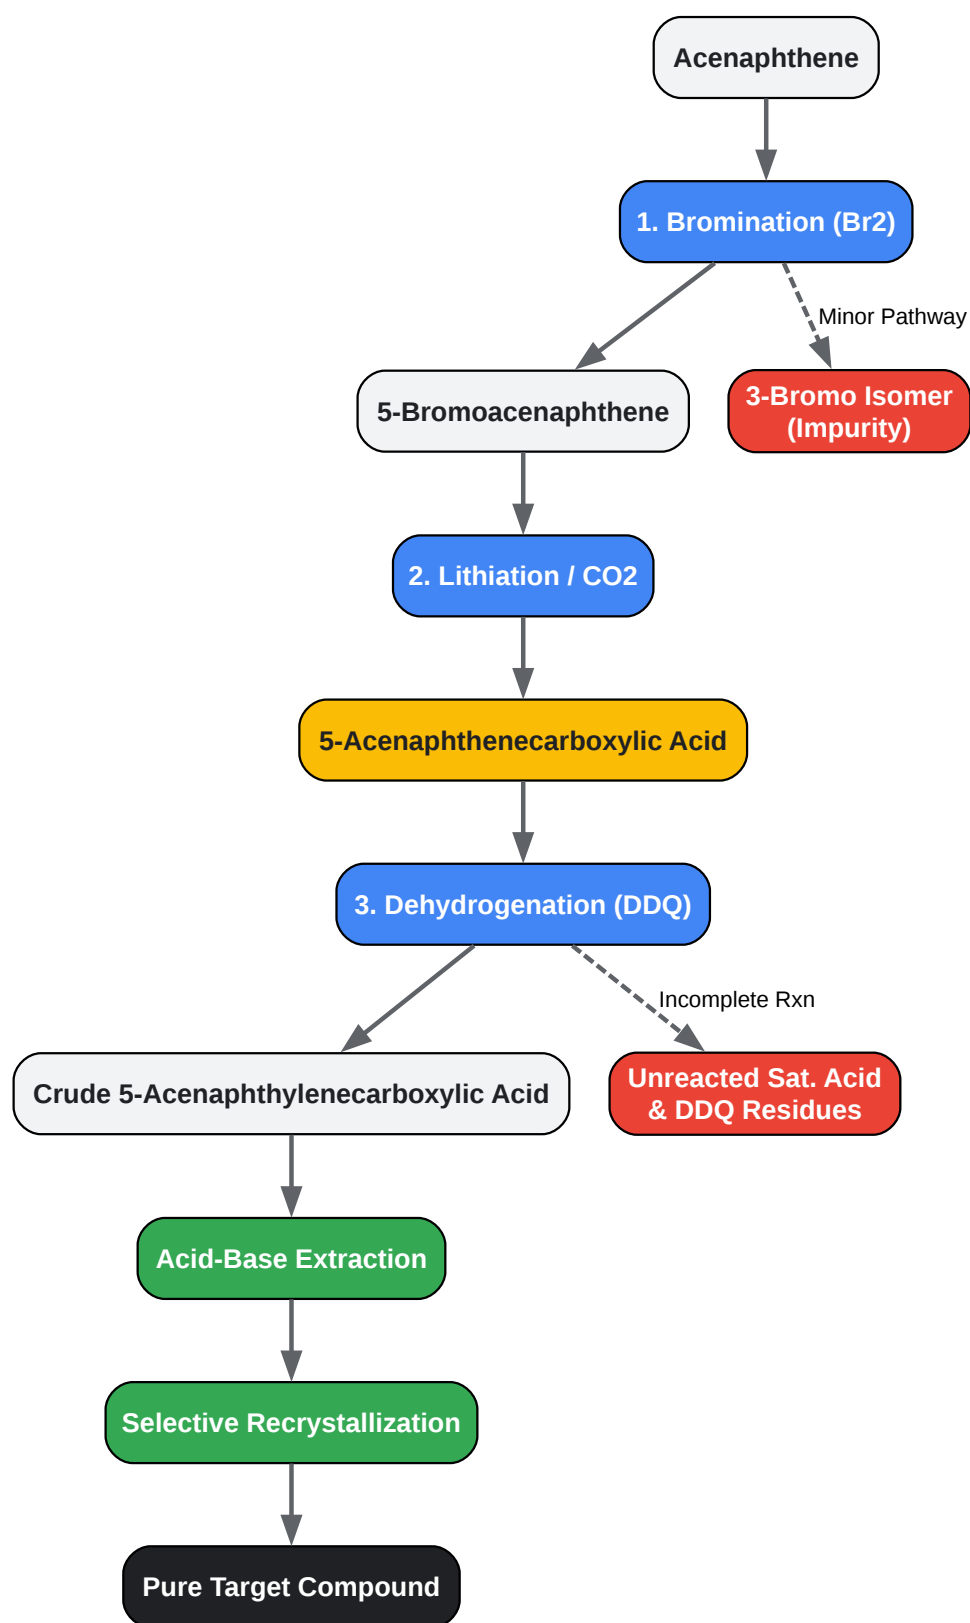 Acenaphthene
1. Bromination (Br2)
Minor Pathway
5-Bromoacenaphthene
3-Bromo Isomer
(Impurity)
2. Lithiation / CO2
5-Acenaphthenecarboxylic Acid
3. Dehydrogenation (DDQ)
Incomplete Rxn
Crude 5-Acenaphthylenecarboxylic Acid
Unreacted Sat. Acid
& DDQ Residues
Acid-Base Extraction
Selective Recrystallization
Pure Target Compound